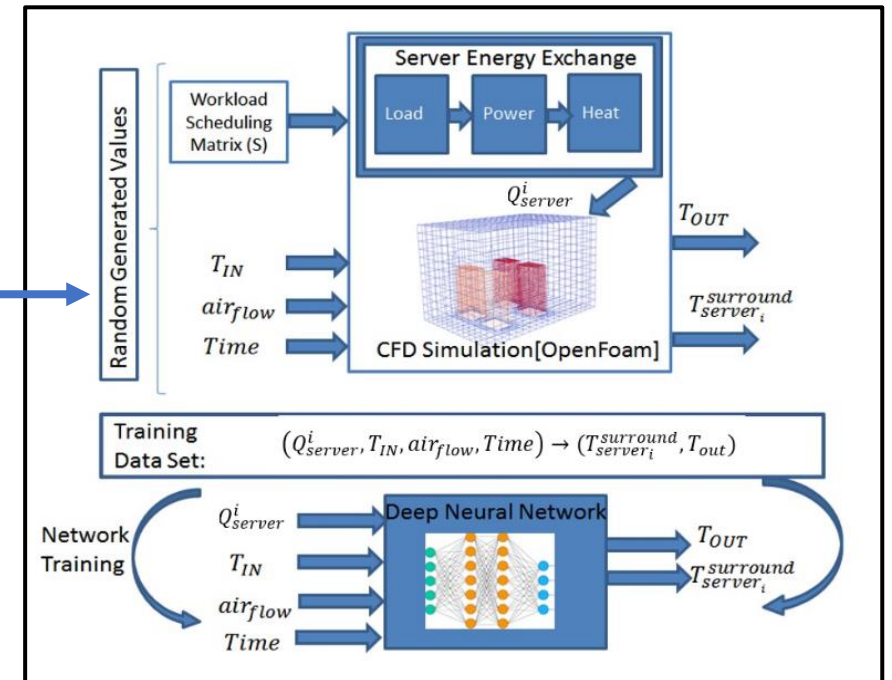 Random Generated Values
Workload
Scheduling
Matrix (S)
Server Energy Exchange
Load
Power
Heat
Q^i_server
T_IN
air_flow
Time
CFD Simulation[OpenFoam]
T_OUT
T^surround_server_i
Training
Data Set:
(Q^i_server, T_IN, air_flow, Time) → (T^surround_server_i, T_out)
Network
Training
Q^i_server
T_IN
air_flow
Time
Deep Neural Network
T_OUT
T^surround_server_i